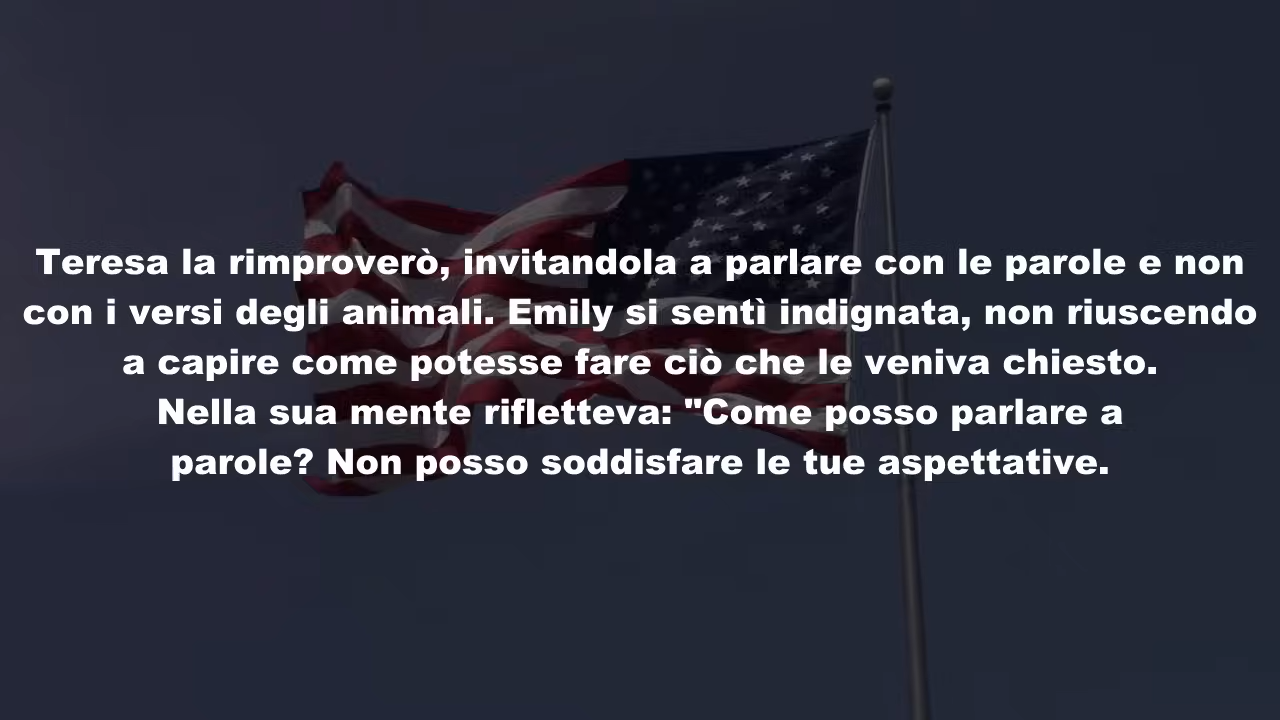 Teresa la rimproverò, invitandola a parlare con le parole e non
con i versi degli animali. Emily si sentì indignata, non riuscendo
a capire come potesse fare ciò che le veniva chiesto.
Nella sua mente rifletteva: "Come posso parlare a
parole? Non posso soddisfare le tue aspettative.